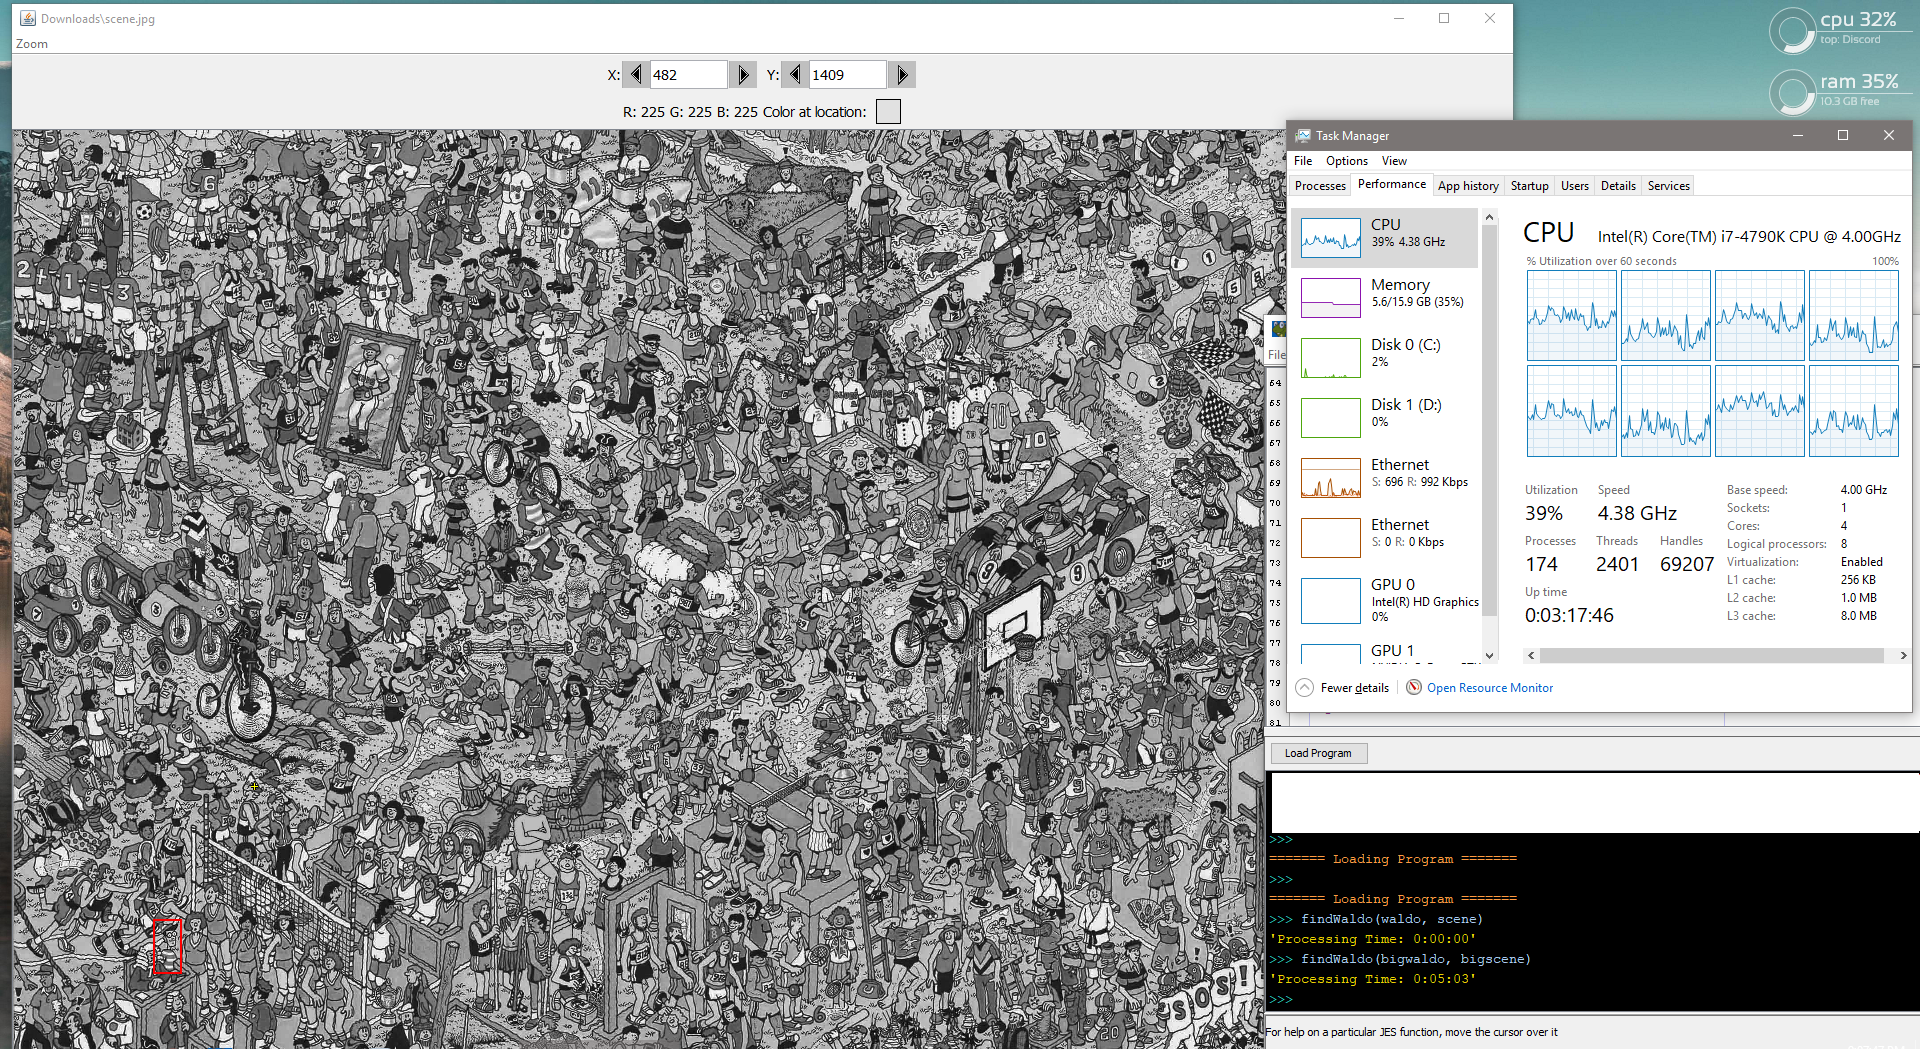 Downloads\scene.jpg
Zoom
X: 482 Y: 1409
R: 225 G: 225 B: 225 Color at location:
cpu 32%
top: Discord
ram 35%
10.3 GB free
Task Manager
File Options View
Processes Performance App history Startup Users Details Services
CPU
39% 4.38 GHz
Memory
5.6/15.9 GB (35%)
Disk 0 (C:)
2%
Disk 1 (D:)
0%
Ethernet
S: 696 R: 992 Kbps
Ethernet
S: 0 R: 0 Kbps
GPU 0
Intel(R) HD Graphics
0%
GPU 1
CPU Intel(R) Core(TM) i7-4790K CPU @ 4.00GHz
% Utilization over 60 seconds 100%
Utilization Speed
39% 4.38 GHz
Processes Threads Handles
174 2401 69207
Up time
0:03:17:46
Base speed: 4.00 GHz
Sockets: 1
Cores: 4
Logical processors: 8
Virtualization: Enabled
L1 cache: 256 KB
L2 cache: 1.0 MB
L3 cache: 8.0 MB
Fewer details Open Resource Monitor
File
64
65
66
67
68
69
70
71
72
73
74
75
76
77
78
79
80
81
Load Program
>>>
======= Loading Program =======
>>>
======= Loading Program =======
>>> findWaldo(waldo, scene)
'Processing Time: 0:00:00'
>>> findWaldo(bigwaldo, bigscene)
'Processing Time: 0:05:03'
>>>
For help on a particular JES function, move the cursor over it
SOS!